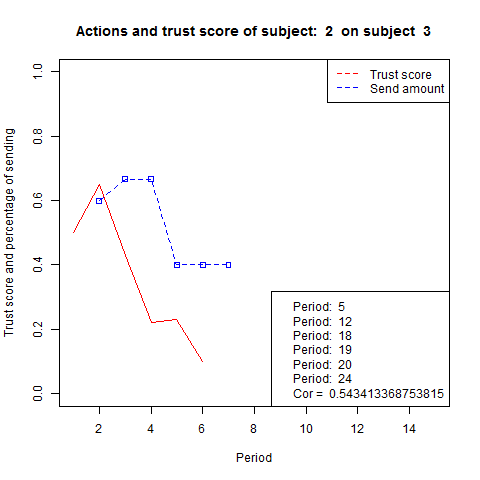 Actions and trust score of subject: 2 on subject 3
Trust score
Send amount
Trust score and percentage of sending
1.0
0.8
0.6
0.4
0.2
0.0
Period: 5
Period: 12
Period: 18
Period: 19
Period: 20
Period: 24
Cor = 0.543413368753815
2 4 6 8 10 12 14
Period